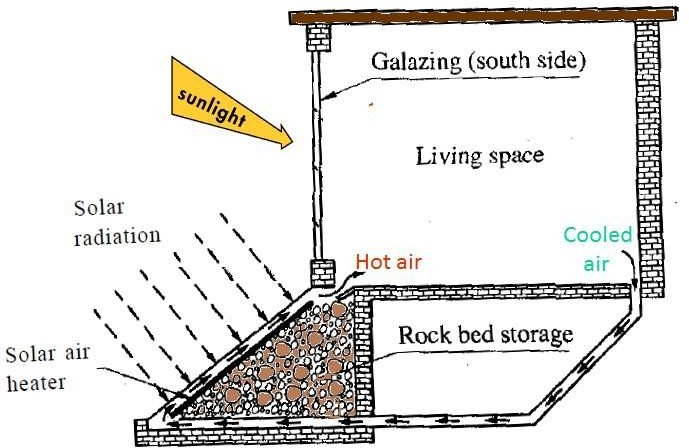 Galazing (south side)
sunlight
Living space
Solar
radiation
Cooled
air
Hot air
Rock bed storage
Solar air
heater